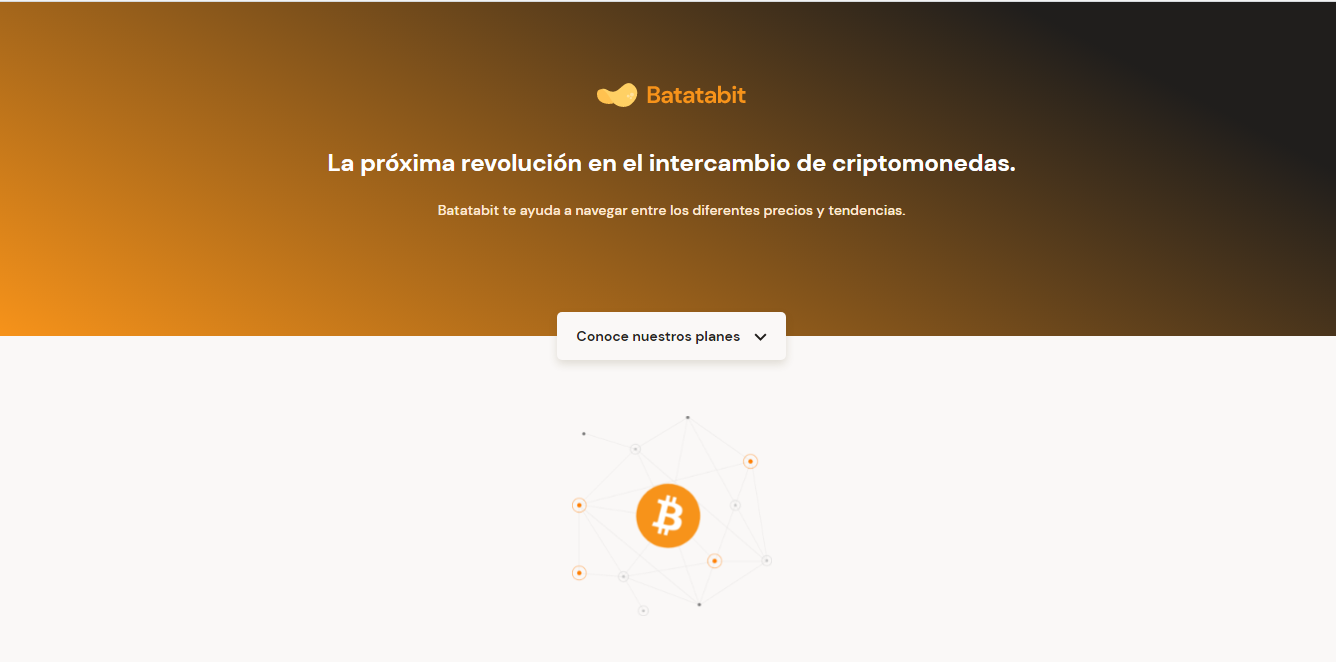 Batatabit
La próxima revolución en el intercambio de criptomonedas.
Batatabit te ayuda a navegar entre los diferentes precios y tendencias.
Conoce nuestros planes